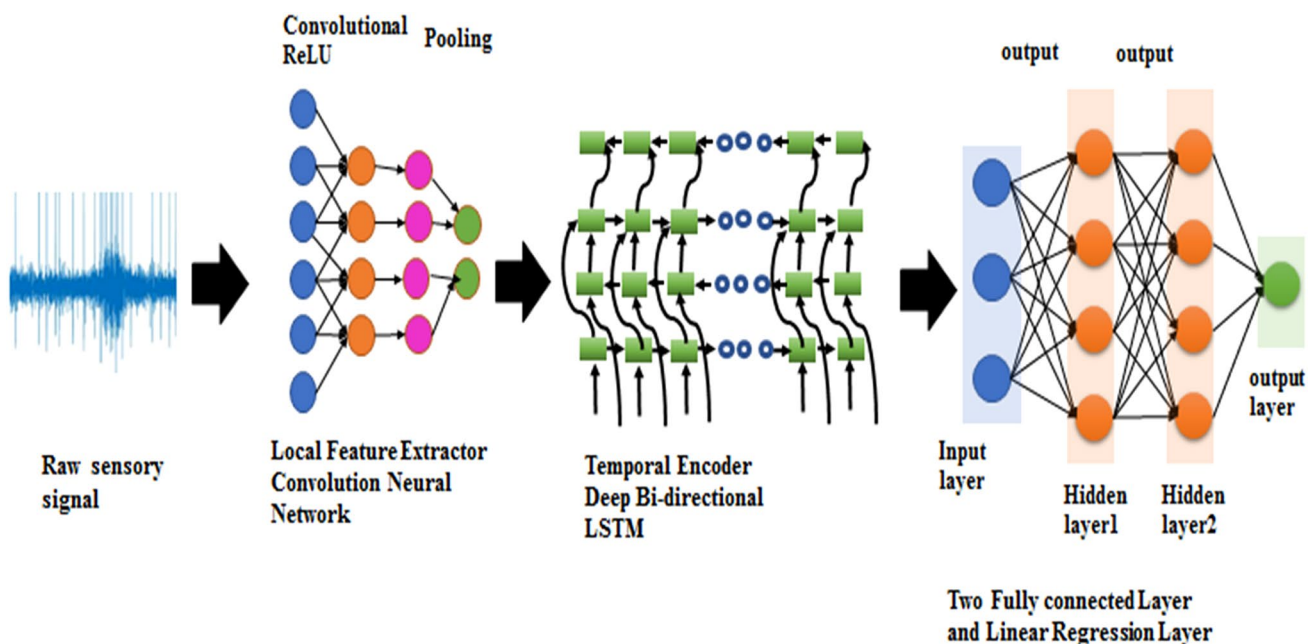 Convolutional
ReLU
Pooling
output
output
Raw sensory
signal
Local Feature Extractor
Convolution Neural
Network
Temporal Encoder
Deep Bi-directional
LSTM
Input
layer
Hidden
layer1
Hidden
layer2
output
layer
Two Fully connected Layer
and Linear Regression Layer